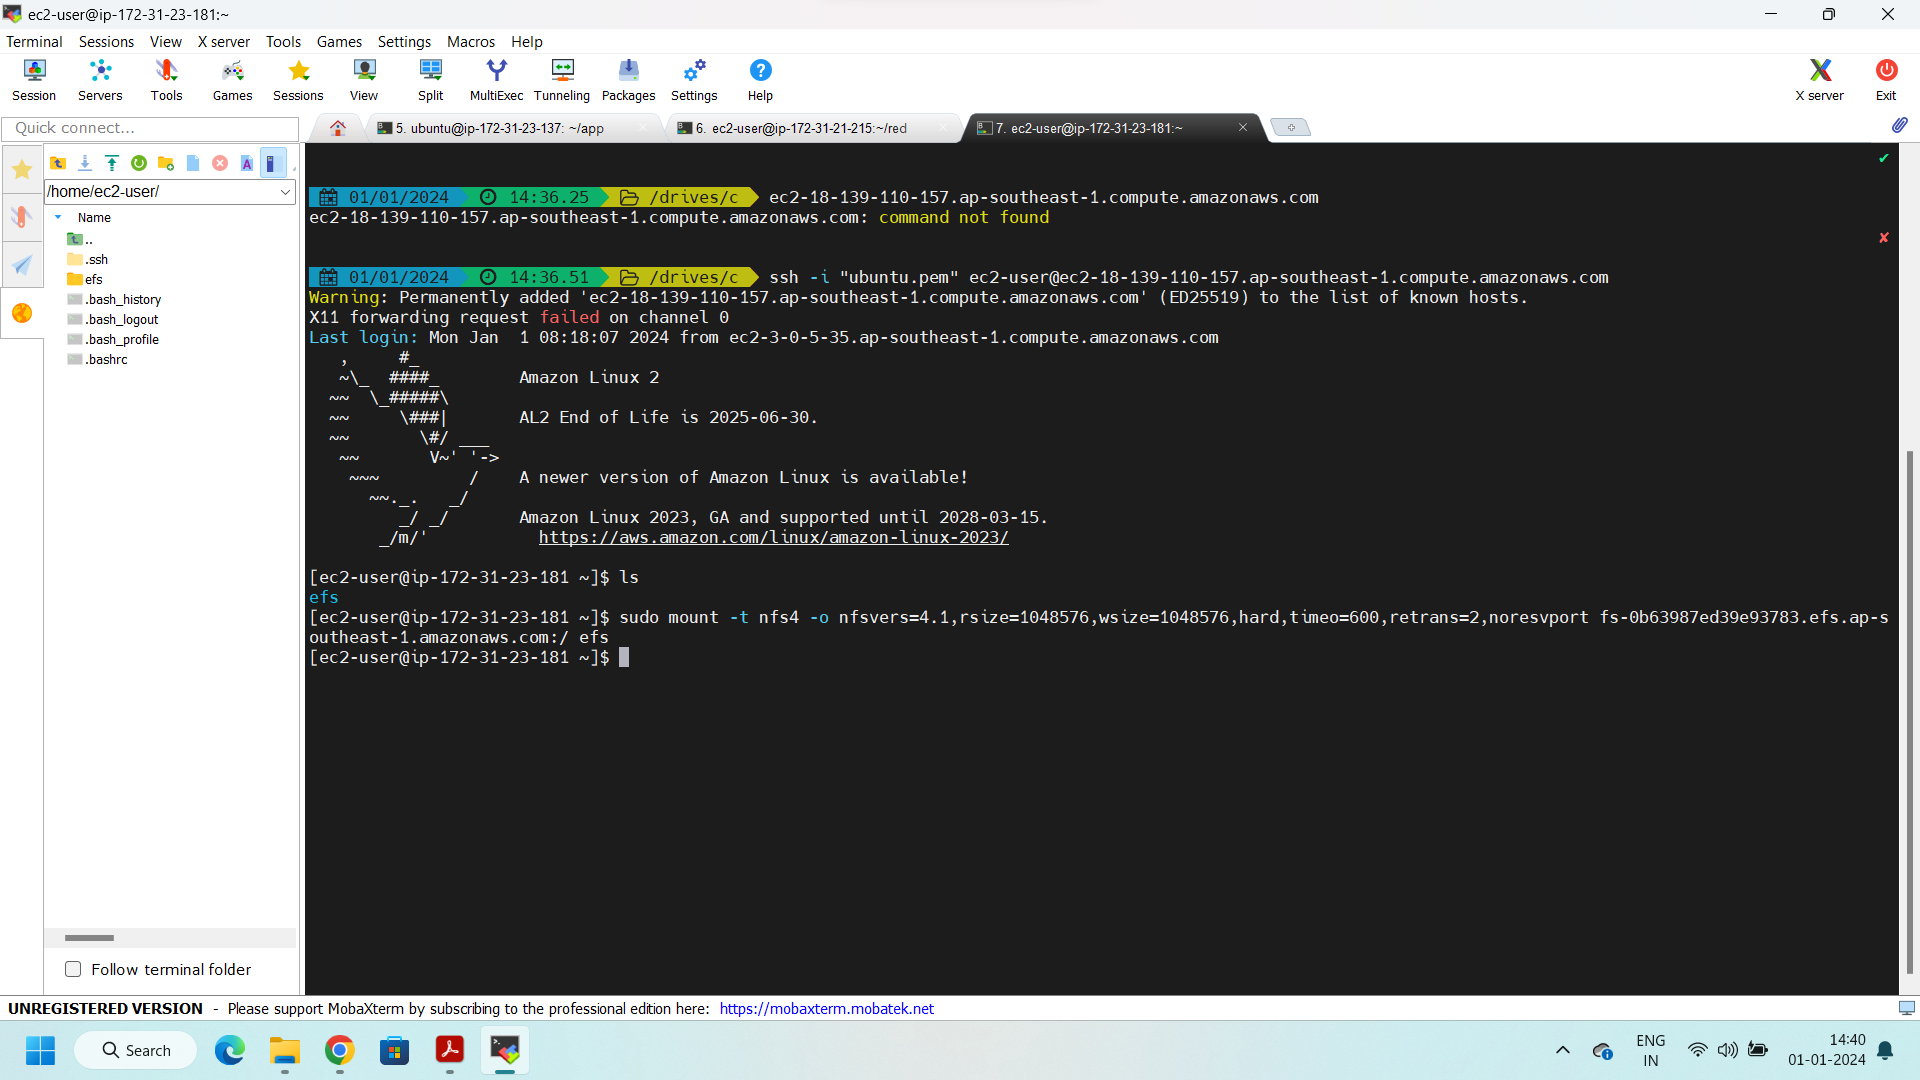 ec2-user@ip-172-31-23-181:~
Terminal Sessions View X server Tools Games Settings Macros Help
Session Servers Tools Games Sessions View Split MultiExec Tunneling Packages Settings Help X server Exit
Quick connect...
5. ubuntu@ip-172-31-23-137: ~/app
6. ec2-user@ip-172-31-21-215:~/red
7. ec2-user@ip-172-31-23-181:~
/home/ec2-user/
Name
..
.ssh
efs
.bash_history
.bash_logout
.bash_profile
.bashrc
Follow terminal folder
01/01/2024 14:36.25 /drives/c ec2-18-139-110-157.ap-southeast-1.compute.amazonaws.com
ec2-18-139-110-157.ap-southeast-1.compute.amazonaws.com: command not found
01/01/2024 14:36.51 /drives/c ssh -i "ubuntu.pem" ec2-user@ec2-18-139-110-157.ap-southeast-1.compute.amazonaws.com
Warning: Permanently added 'ec2-18-139-110-157.ap-southeast-1.compute.amazonaws.com' (ED25519) to the list of known hosts.
X11 forwarding request failed on channel 0
Last login: Mon Jan  1 08:18:07 2024 from ec2-3-0-5-35.ap-southeast-1.compute.amazonaws.com
   ,     #_
   ~\_  ####_        Amazon Linux 2
  ~~  \_#####\
  ~~     \###|       AL2 End of Life is 2025-06-30.
  ~~       \#/ ___
   ~~       V~' '->
    ~~~         /    A newer version of Amazon Linux is available!
      ~~._.   _/
         _/ _/       Amazon Linux 2023, GA and supported until 2028-03-15.
       _/m/'           https://aws.amazon.com/linux/amazon-linux-2023/
[ec2-user@ip-172-31-23-181 ~]$ ls
efs
[ec2-user@ip-172-31-23-181 ~]$ sudo mount -t nfs4 -o nfsvers=4.1,rsize=1048576,wsize=1048576,hard,timeo=600,retrans=2,noresvport fs-0b63987ed39e93783.efs.ap-s
outheast-1.amazonaws.com:/ efs
[ec2-user@ip-172-31-23-181 ~]$
UNREGISTERED VERSION - Please support MobaXterm by subscribing to the professional edition here: https://mobaxterm.mobatek.net
Search
ENG
IN
14:40
01-01-2024